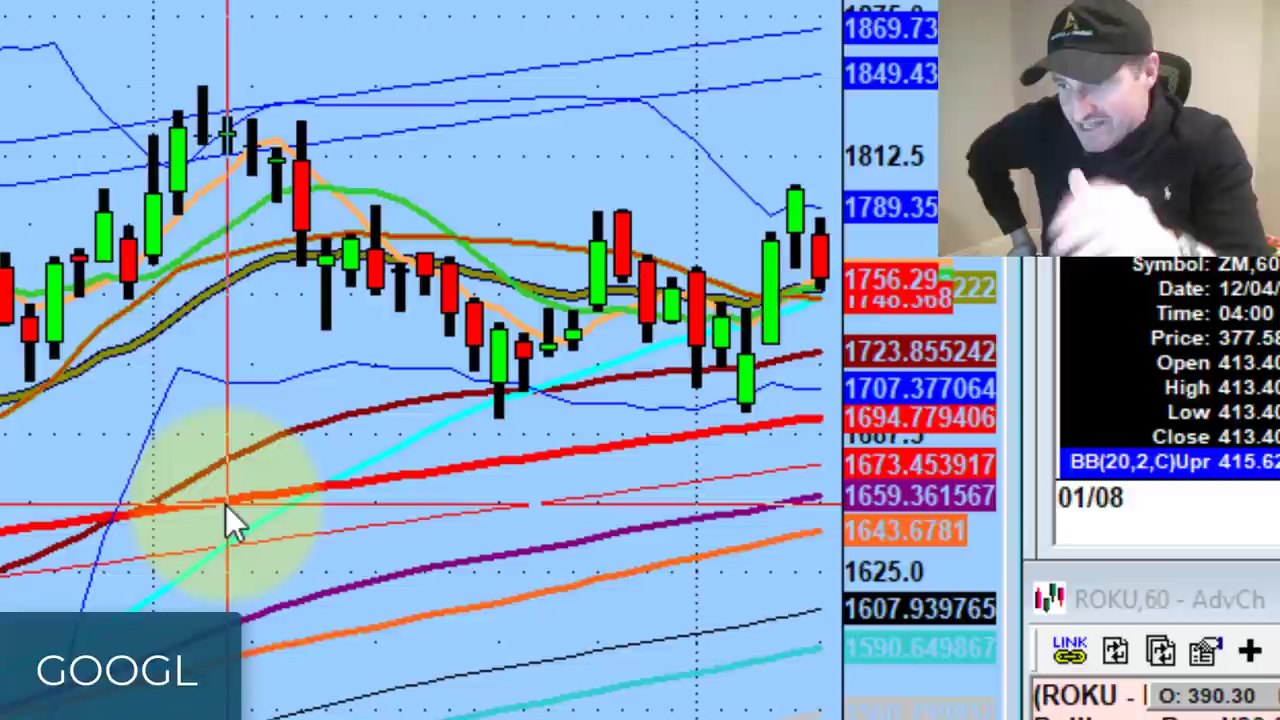 1869.73
1849.43
1812.5
1789.35
1756.29
222
1723.855242
1707.377064
1694.779406
1687.5
1673.453917
1659.361567
1643.6781
1625.0
1607.939765
1590.649867
Symbol: ZM,60
Date: 12/04/
Time: 04:00
Price: 377.58
Open 413.40
High 413.40
Low 413.40
Close 413.40
BB(20,2,C)Upr 415.62
01/08
ROKU,60 - AdvCh
LINK
(ROKU -
O: 390.30
GOOGL